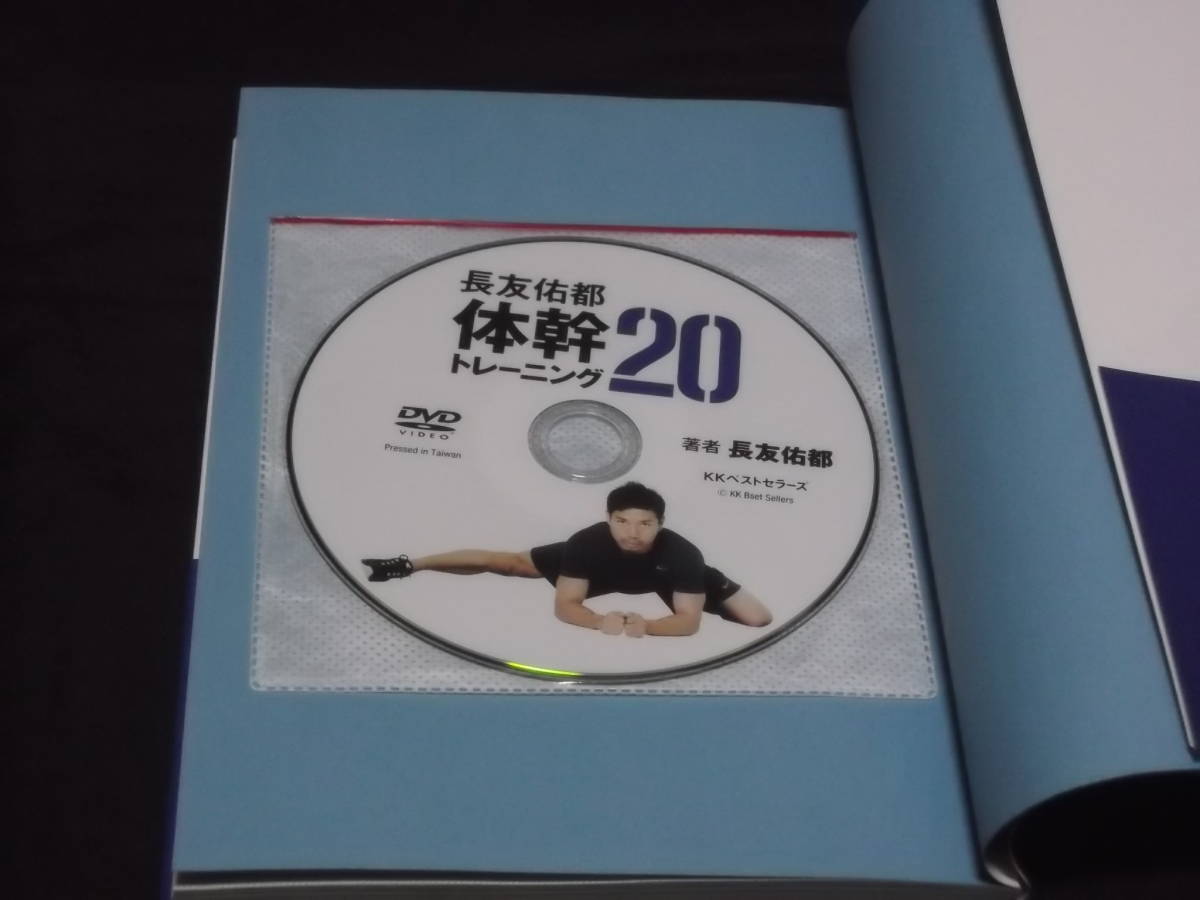 長友佑都
体幹
トレーニング
20
DVD
VIDEO
Pressed in Taiwan
著者 長友佑都
KKベストセラーズ
© KK Bset Sellers